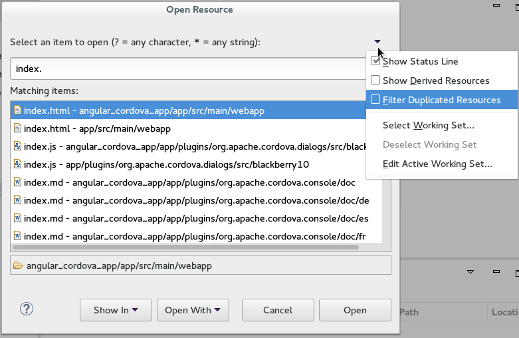 Open Resource
Select an item to open (? = any character, * = any string):
index.
Matching items:
index.html - angular_cordova_app/app/src/main/webapp
index.html - app/src/main/webapp
index.js - angular_cordova_app/app/plugins/org.apache.cordova.dialogs/src/black
index.js - app/plugins/org.apache.cordova.dialogs/src/blackberry10
index.md - angular_cordova_app/app/plugins/org.apache.cordova.console/doc
index.md - angular_cordova_app/app/plugins/org.apache.cordova.console/doc/de
index.md - angular_cordova_app/app/plugins/org.apache.cordova.console/doc/es
index.md - angular_cordova_app/app/plugins/org.apache.cordova.console/doc/fr
angular_cordova_app/app/src/main/webapp
?
Show In
Open With
Cancel
Open
Show Status Line
Show Derived Resources
Filter Duplicated Resources
Select Working Set...
Deselect Working Set
Edit Active Working Set...
Path
Locatio